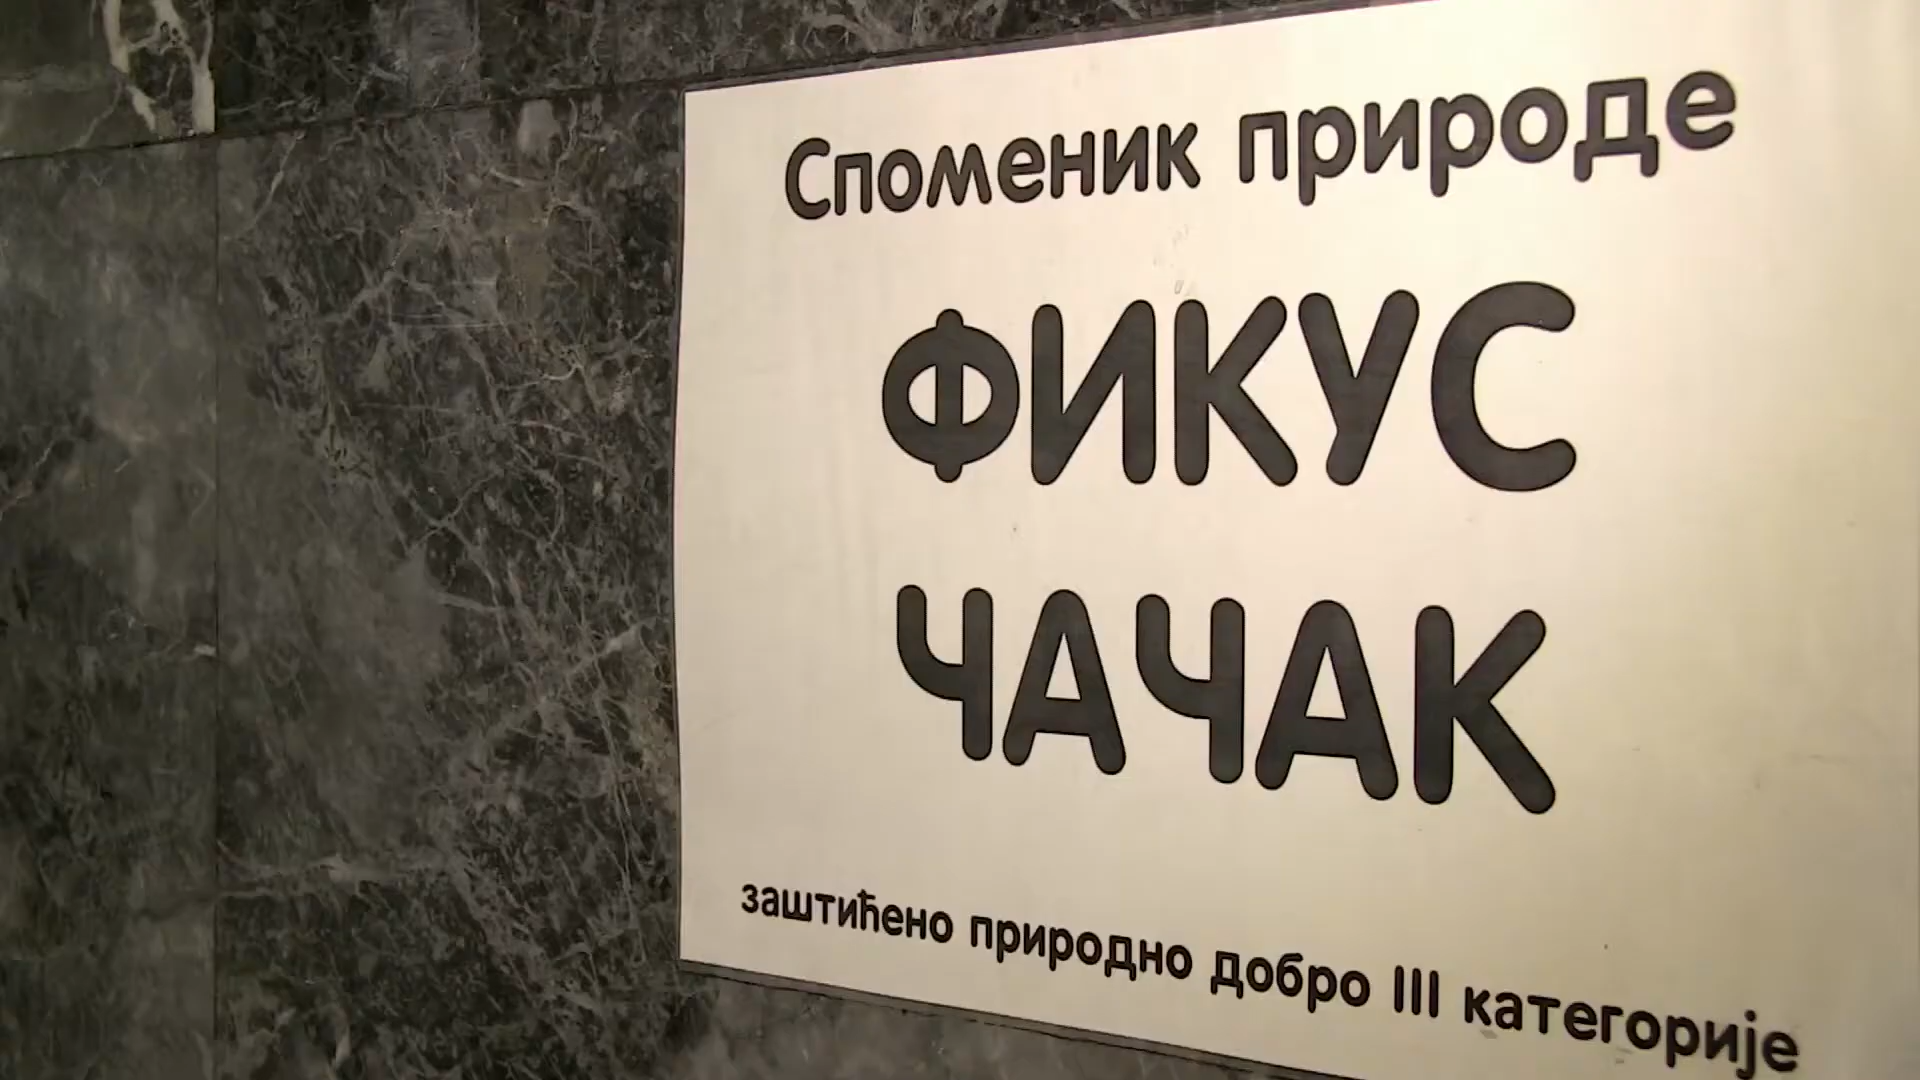 Споменик природе
ФИКУС
ЧАЧАК
заштићено природно добро III категорије